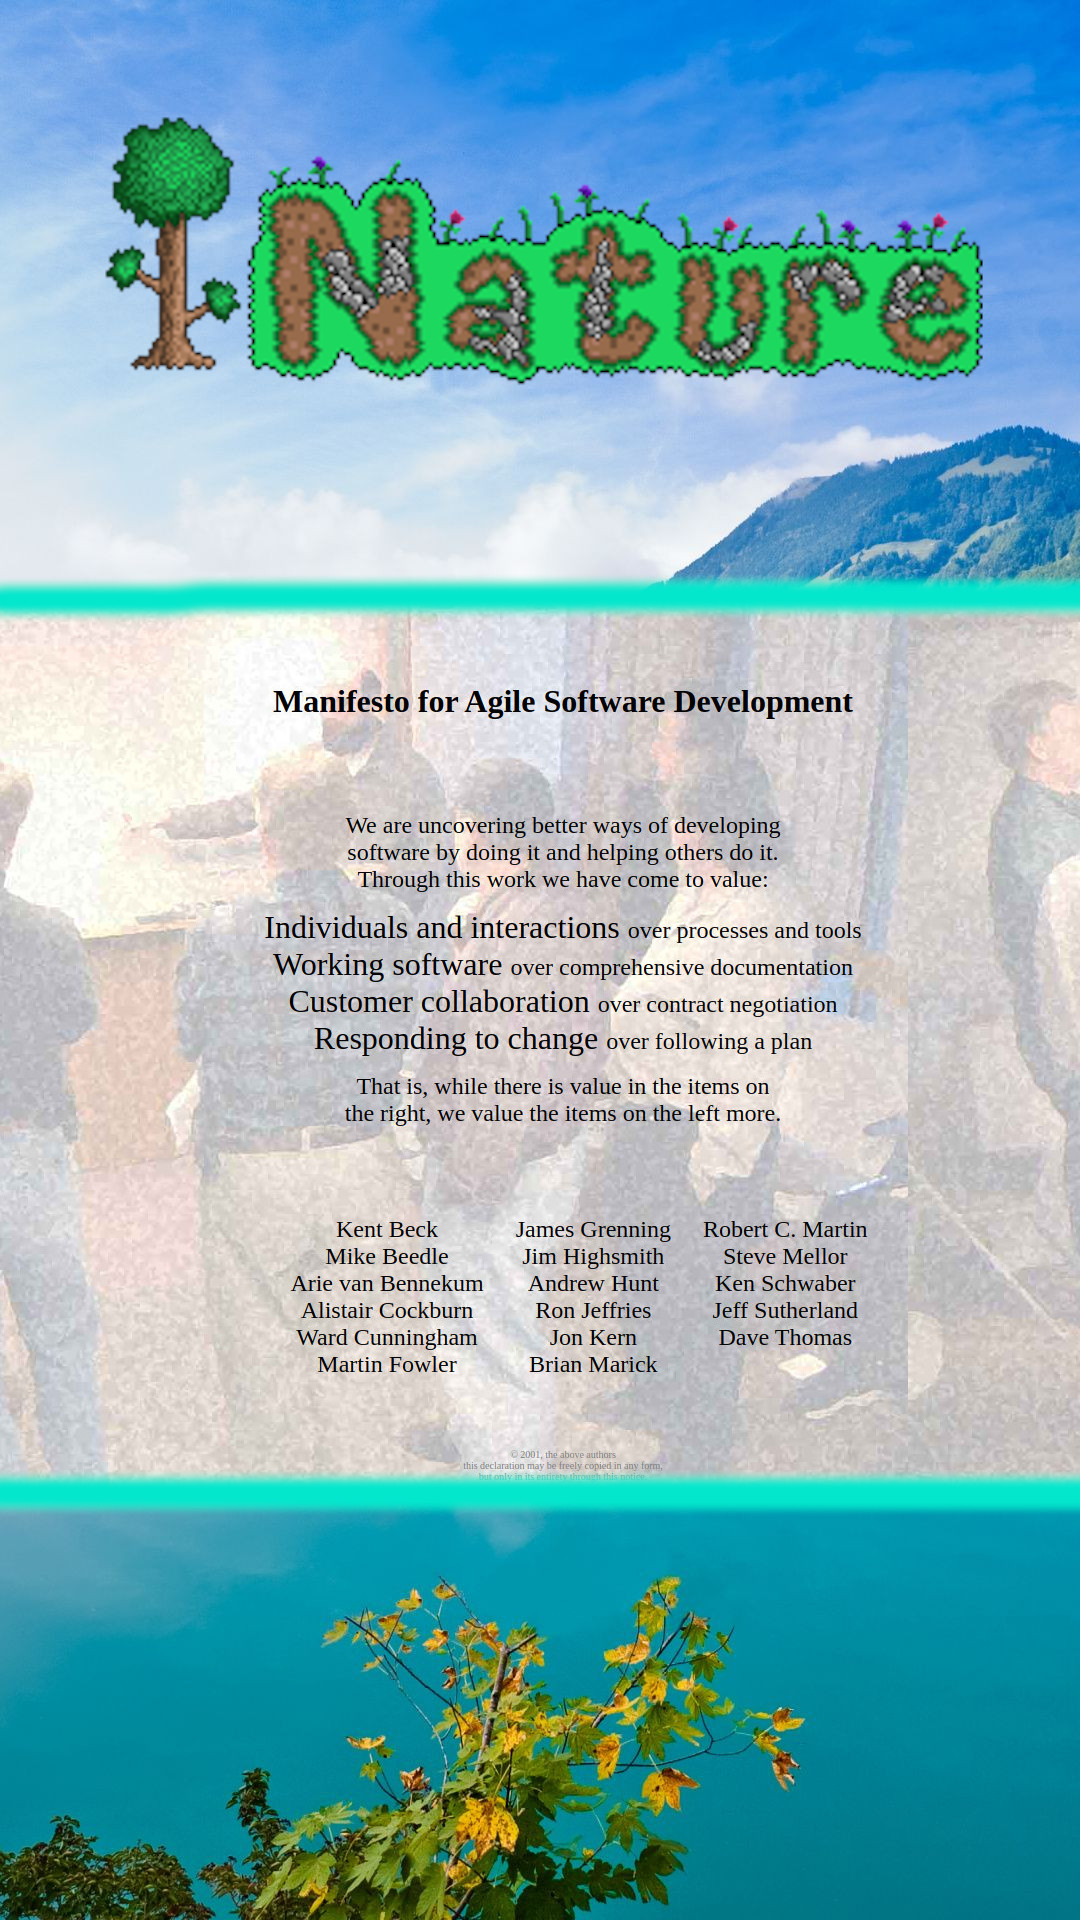 Nature
Manifesto for Agile Software Development
We are uncovering better ways of developing
software by doing it and helping others do it.
Through this work we have come to value:
Individuals and interactions over processes and tools
Working software over comprehensive documentation
Customer collaboration over contract negotiation
Responding to change over following a plan
That is, while there is value in the items on
the right, we value the items on the left more.
Kent Beck
Mike Beedle
Arie van Bennekum
Alistair Cockburn
Ward Cunningham
Martin Fowler
James Grenning
Jim Highsmith
Andrew Hunt
Ron Jeffries
Jon Kern
Brian Marick
Robert C. Martin
Steve Mellor
Ken Schwaber
Jeff Sutherland
Dave Thomas
© 2001, the above authors
this declaration may be freely copied in any form,
but only in its entirety through this notice.